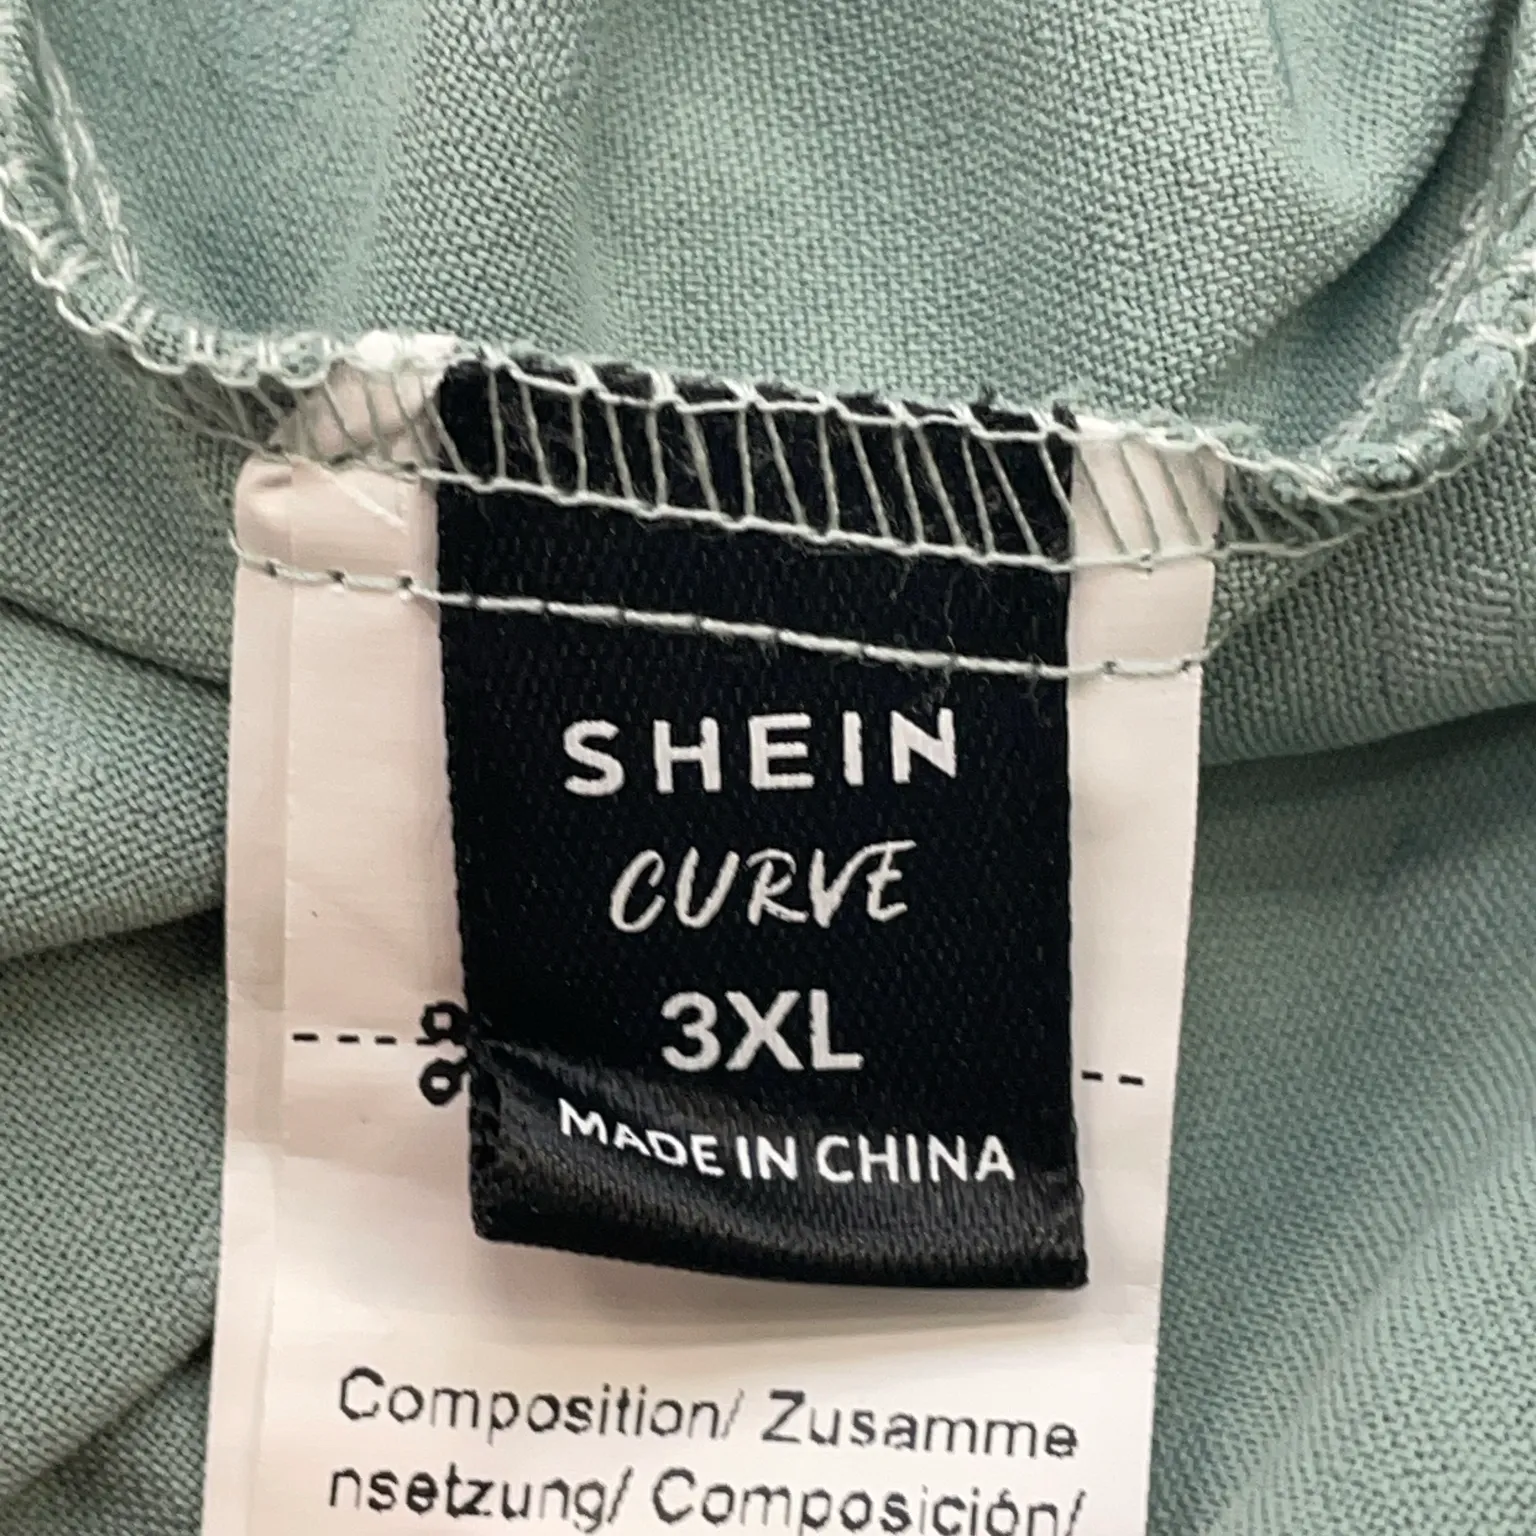 SHEIN
CURVE
3XL
MADE IN CHINA
Composition/ Zusamme
nsetzung/ Composición/